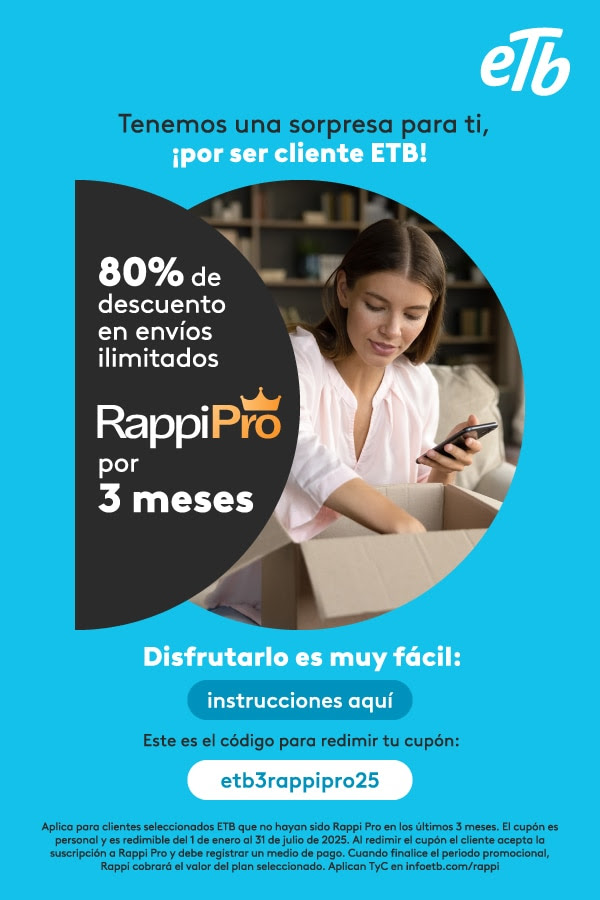 eTb
Tenemos una sorpresa para ti,
¡por ser cliente ETB!
80% de
descuento
en envíos
ilimitados
RappiPro
por
3 meses
Disfrutarlo es muy fácil:
instrucciones aquí
Este es el código para redimir tu cupón:
etb3rappipro25
Aplica para clientes seleccionados ETB que no hayan sido Rappi Pro en los últimos 3 meses. El cupón es
personal y es redimible del 1 de enero al 31 de julio de 2025. Al redimir el cupón el cliente acepta la
suscripción a Rappi Pro y debe registrar un medio de pago. Cuando finalice el periodo promocional,
Rappi cobrará el valor del plan seleccionado. Aplican TyC en infoetb.com/rappi